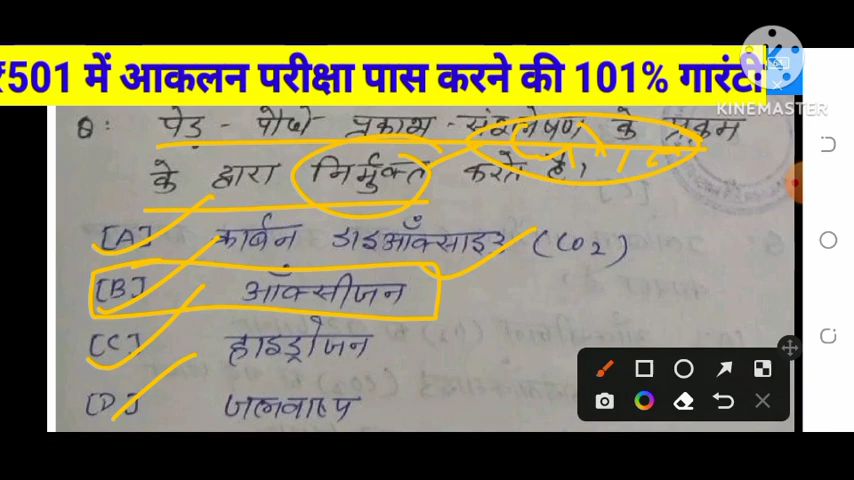 ₹501 में आकलन परीक्षा पास करने की 101% गारंटी
KINEMASTER
Q: पेड़ - पौधे प्रकाश - संश्लेषण के प्रक्रम
के द्वारा निर्मुक्त करते है।
[A] कार्बन डाइऑक्साइड (CO2)
[B] ऑक्सीजन
[C] हाइड्रोजन
[D] जलवाष्प